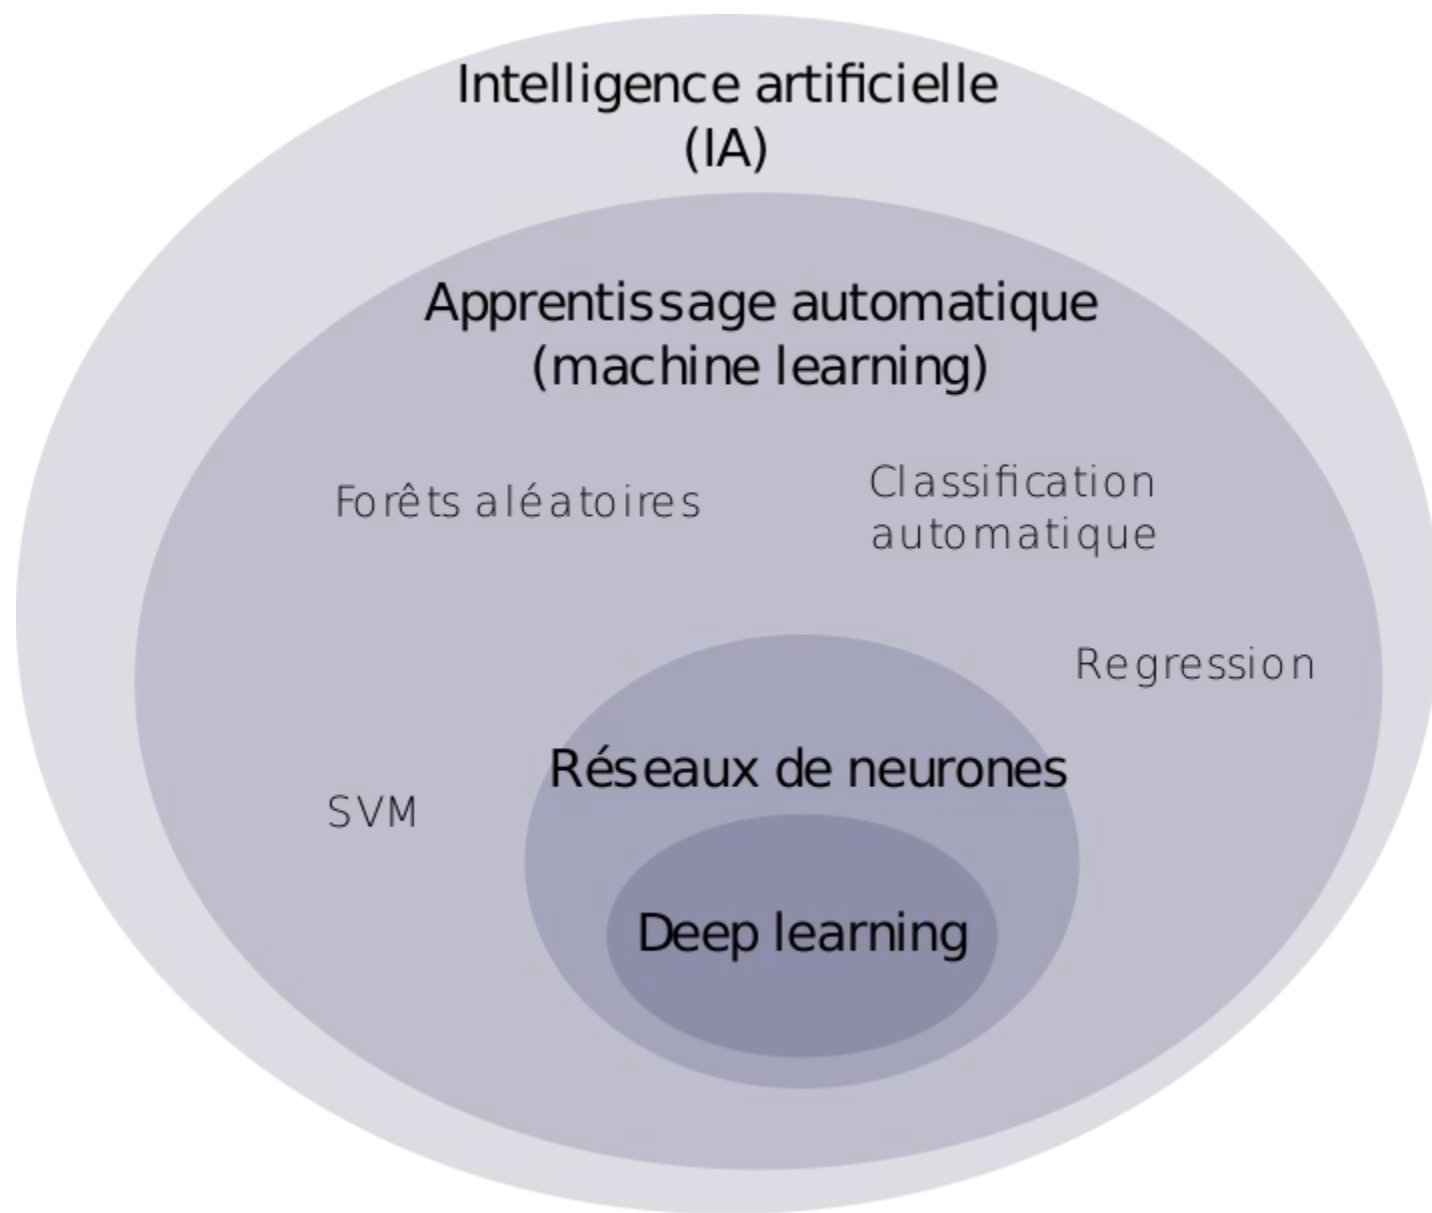 Intelligence artificielle
(IA)
Apprentissage automatique
(machine learning)
Forêts aléatoires
Classification
automatique
Regression
Réseaux de neurones
SVM
Deep learning